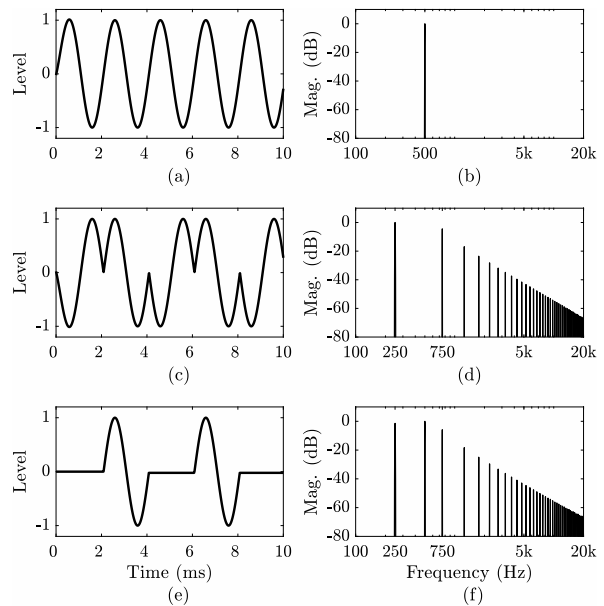 1
0
-1
Level
0 2 4 6 8 10
(a)
0
-20
-40
-60
-80
Mag. (dB)
100 500 5k 20k
(b)
1
0
-1
Level
0 2 4 6 8 10
(c)
0
-20
-40
-60
-80
Mag. (dB)
100 250 750 5k 20k
(d)
1
0
-1
Level
0 2 4 6 8 10
Time (ms)
(e)
0
-20
-40
-60
-80
Mag. (dB)
100 250 750 5k 20k
Frequency (Hz)
(f)